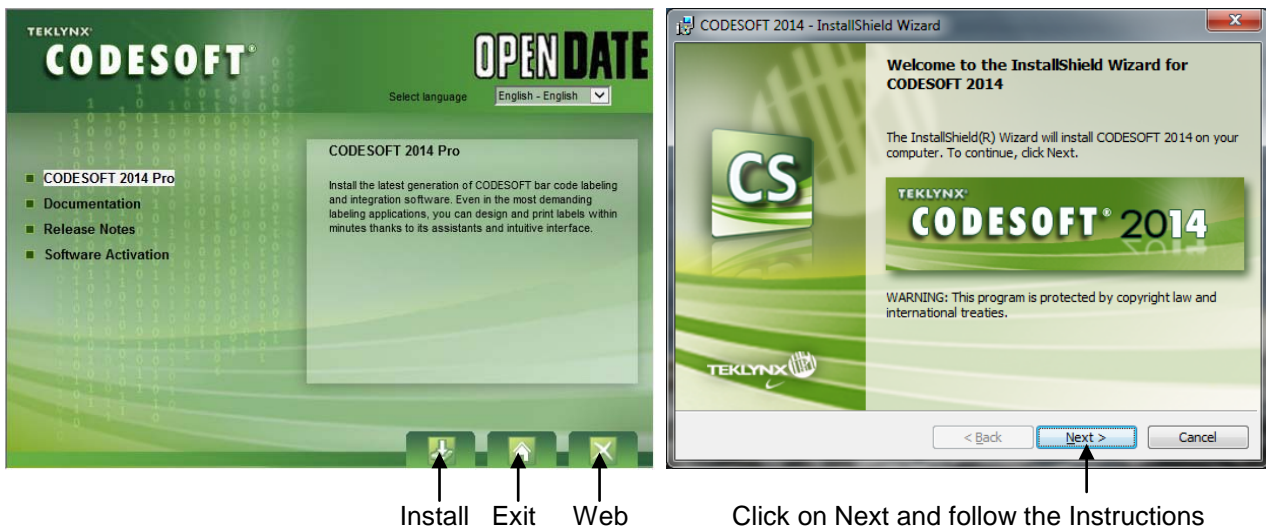 TEKLYNX
CODESOFT®
OPEN DATE
Select language
English - English
CODESOFT 2014 Pro
Documentation
Release Notes
Software Activation
CODESOFT 2014 Pro
Install the latest generation of CODESOFT bar code labeling
and integration software. Even in the most demanding
labeling applications, you can design and print labels within
minutes thanks to its assistants and intuitive interface.
Install Exit Web
CODESOFT 2014 - InstallShield Wizard
Welcome to the InstallShield Wizard for
CODESOFT 2014
The InstallShield(R) Wizard will install CODESOFT 2014 on your
computer. To continue, click Next.
CS
TEKLYNX
CODESOFT® 2014
WARNING: This program is protected by copyright law and
international treaties.
TEKLYNX
< Back
Next >
Cancel
Click on Next and follow the Instructions